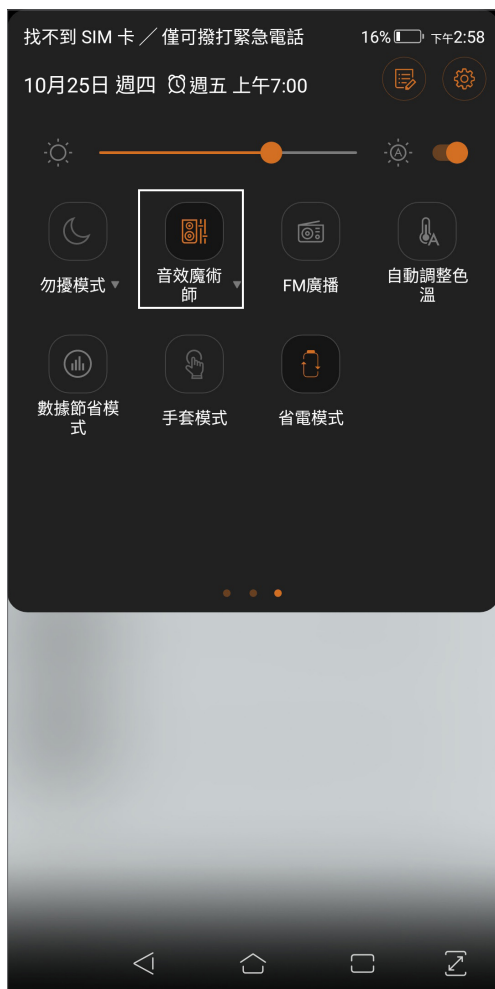 找不到 SIM 卡 ／ 僅可撥打緊急電話 16% 下午2:58
10月25日 週四 週五 上午7:00
A
勿擾模式
音效魔術
師
FM廣播
自動調整色
溫
A
數據節省模
式
手套模式
省電模式